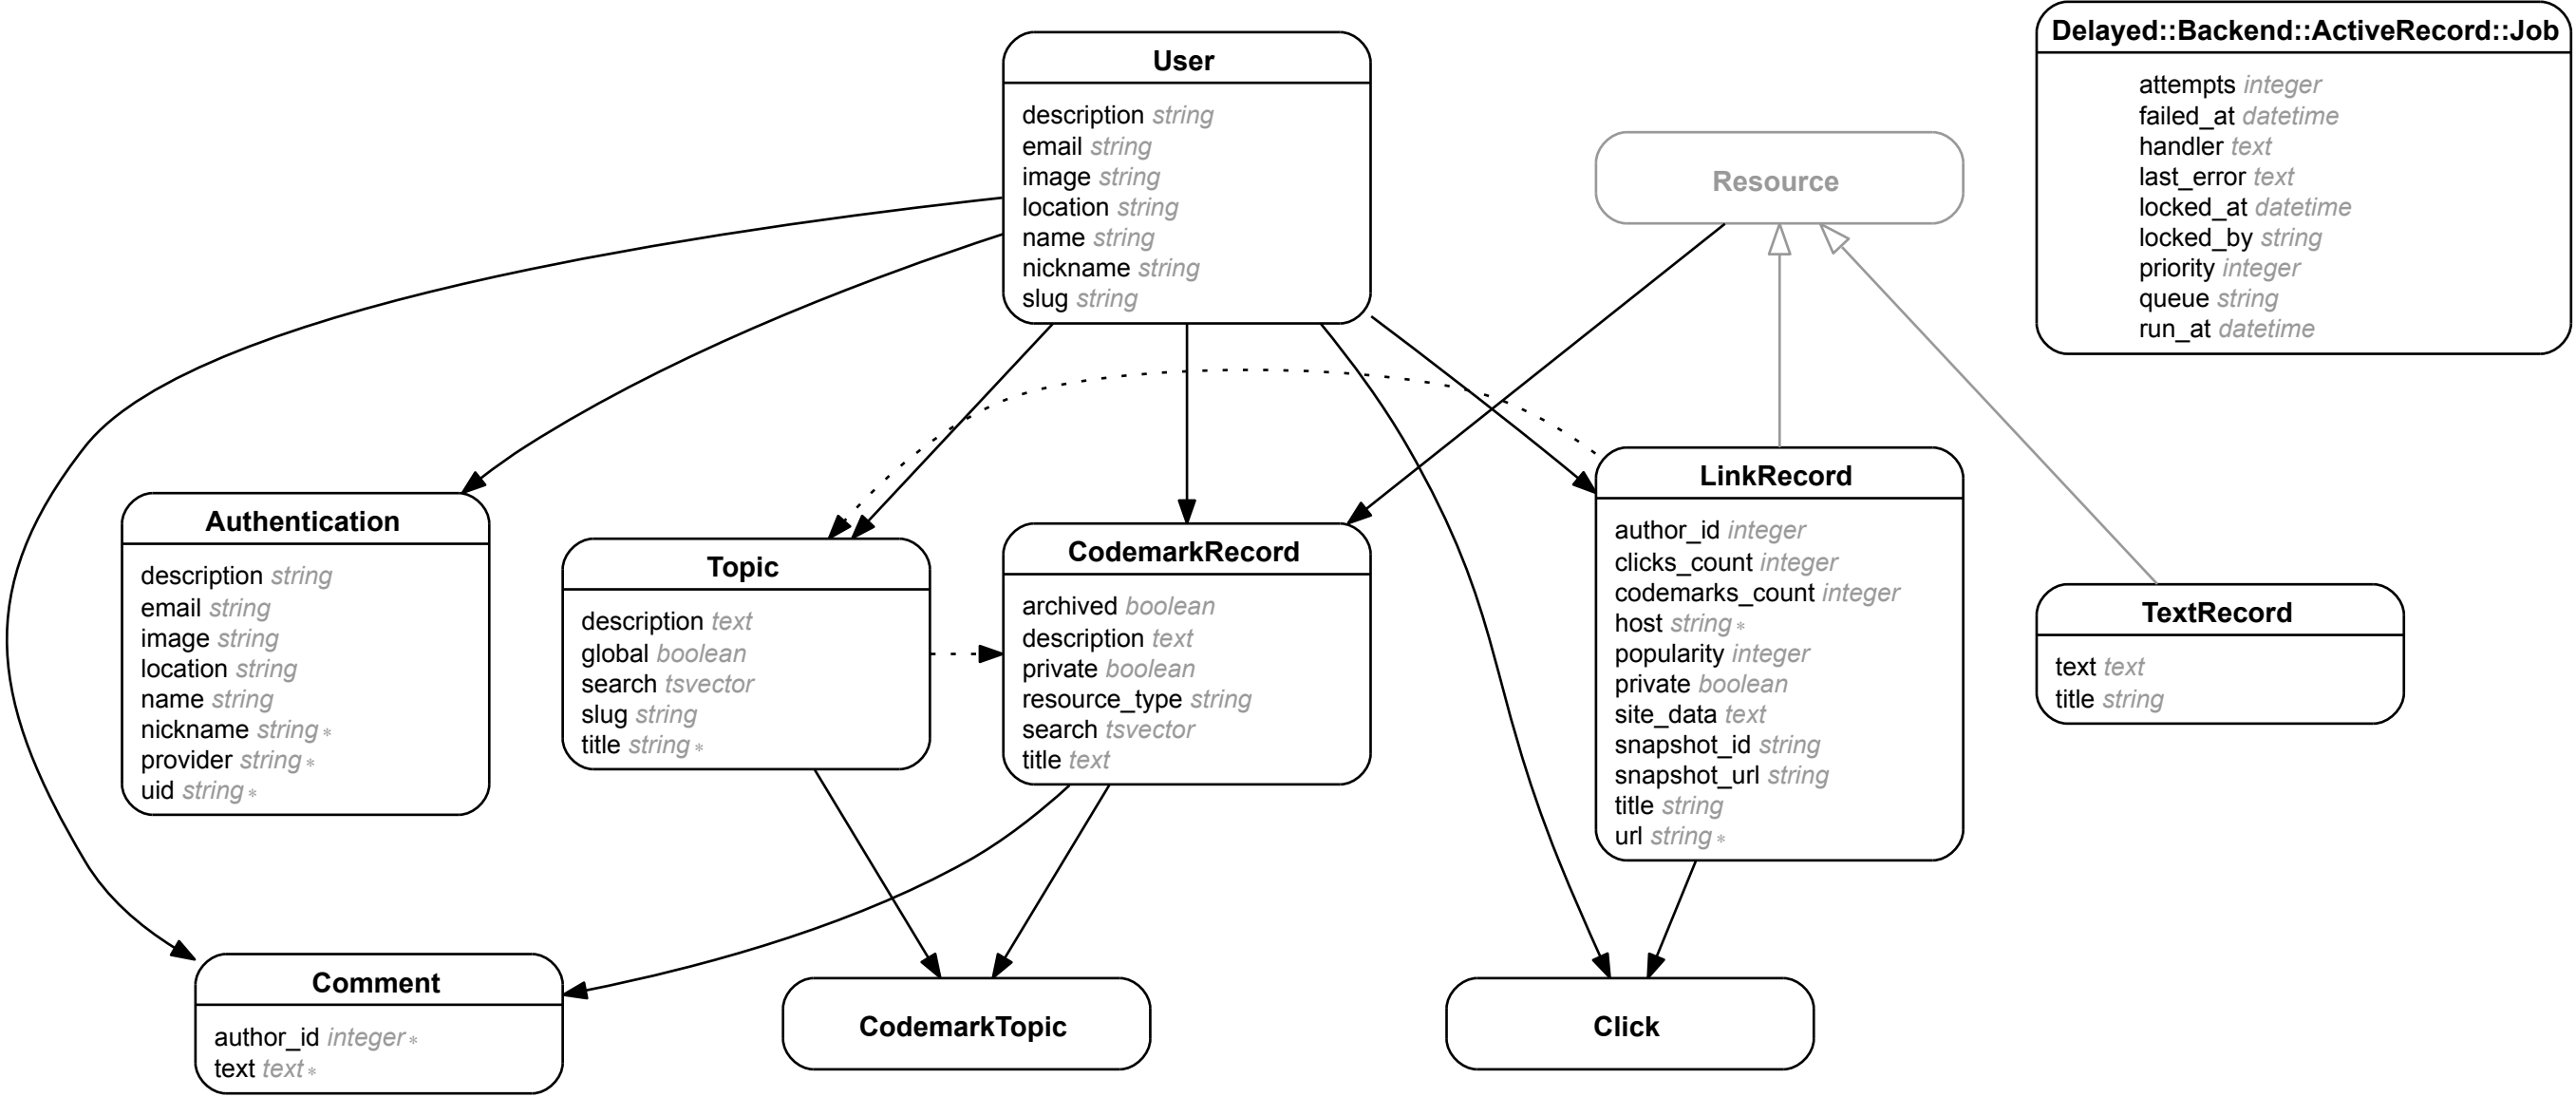 User
description string
email string
image string
location string
name string
nickname string
slug string
Resource
Delayed::Backend::ActiveRecord::Job
attempts integer
failed_at datetime
handler text
last_error text
locked_at datetime
locked_by string
priority integer
queue string
run_at datetime
Authentication
description string
email string
image string
location string
name string
nickname string *
provider string *
uid string *
Topic
description text
global boolean
search tsvector
slug string
title string *
CodemarkRecord
archived boolean
description text
private boolean
resource_type string
search tsvector
title text
LinkRecord
author_id integer
clicks_count integer
codemarks_count integer
host string *
popularity integer
private boolean
site_data text
snapshot_id string
snapshot_url string
title string
url string *
TextRecord
text text
title string
Comment
author_id integer *
text text *
CodemarkTopic
Click